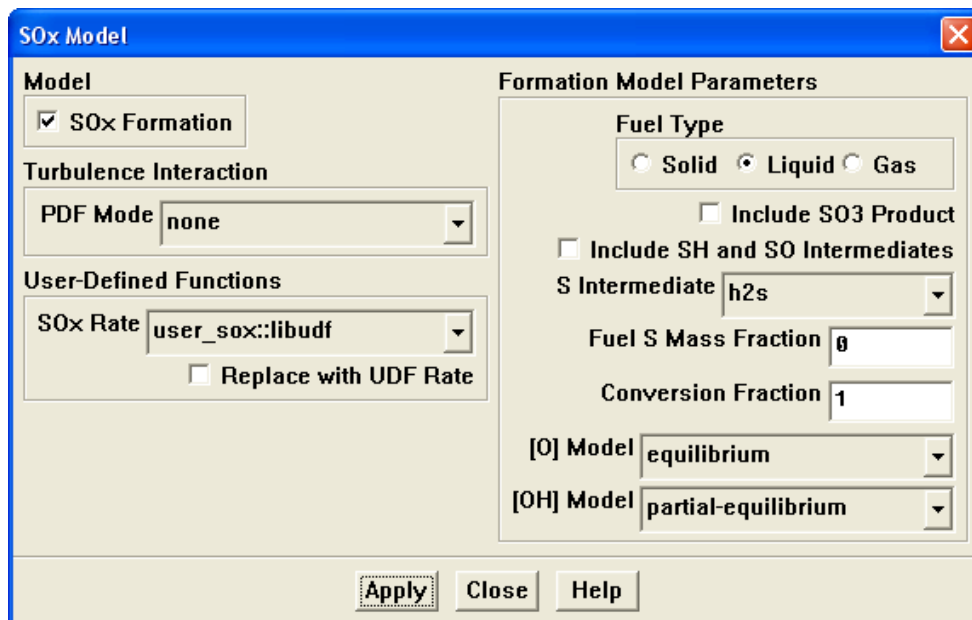 SOx Model
Model
SOx Formation
Turbulence Interaction
PDF Mode none
User-Defined Functions
SOx Rate user_sox::libudf
Replace with UDF Rate
Formation Model Parameters
Fuel Type
Solid Liquid Gas
Include SO3 Product
Include SH and SO Intermediates
S Intermediate h2s
Fuel S Mass Fraction 0
Conversion Fraction 1
[O] Model equilibrium
[OH] Model partial-equilibrium
Apply Close Help